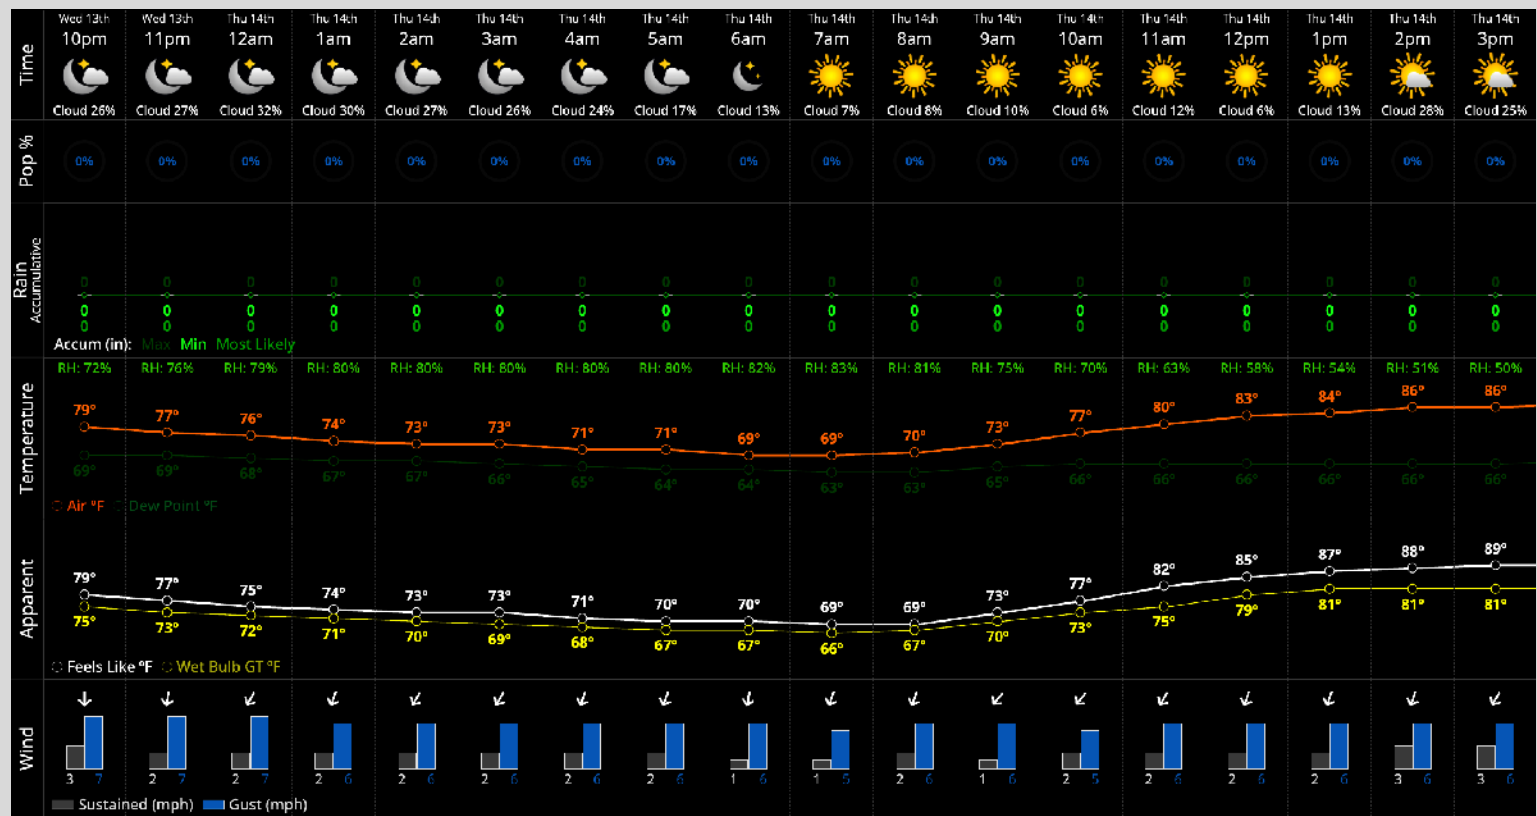 Wed 13th Wed 13th Thu 14th Thu 14th Thu 14th Thu 14th Thu 14th Thu 14th Thu 14th Thu 14th Thu 14th Thu 14th Thu 14th Thu 14th Thu 14th Thu 14th Thu 14th Thu 14th
10pm 11pm 12am 1am 2am 3am 4am 5am 6am 7am 8am 9am 10am 11am 12pm 1pm 2pm 3pm
Time
Cloud 26% Cloud 27% Cloud 32% Cloud 30% Cloud 27% Cloud 26% Cloud 24% Cloud 17% Cloud 13% Cloud 7% Cloud 8% Cloud 10% Cloud 6% Cloud 12% Cloud 6% Cloud 13% Cloud 28% Cloud 25%
Pop %
0% 0% 0% 0% 0% 0% 0% 0% 0% 0% 0% 0% 0% 0% 0% 0% 0% 0%
Rain
Accumulative
0 0 0 0 0 0 0 0 0 0 0 0 0 0 0 0 0 0
0 0 0 0 0 0 0 0 0 0 0 0 0 0 0 0 0 0
0 0 0 0 0 0 0 0 0 0 0 0 0 0 0 0 0 0
Accum (in): Max Min Most Likely
Temperature
RH: 72% RH: 76% RH: 79% RH: 80% RH: 80% RH: 80% RH: 80% RH: 80% RH: 82% RH: 83% RH: 81% RH: 75% RH: 70% RH: 63% RH: 58% RH: 54% RH: 51% RH: 50%
79° 77° 76° 74° 73° 73° 71° 71° 69° 69° 70° 73° 77° 80° 83° 84° 86° 86°
69° 69° 68° 67° 67° 66° 65° 64° 64° 63° 63° 65° 66° 66° 66° 66° 66° 66°
Air °F Dew Point °F
Apparent
79° 77° 75° 74° 73° 73° 71° 70° 70° 69° 69° 73° 77° 82° 85° 87° 88° 89°
75° 73° 72° 71° 70° 69° 68° 67° 67° 66° 67° 70° 73° 75° 79° 81° 81° 81°
Feels Like °F Wet Bulb GT °F
Wind
3 7 2 7 2 7 2 6 2 6 2 6 2 6 2 6 1 6 1 5 2 6 1 6 2 5 2 6 2 6 2 6 3 6 3 6
Sustained (mph) Gust (mph)